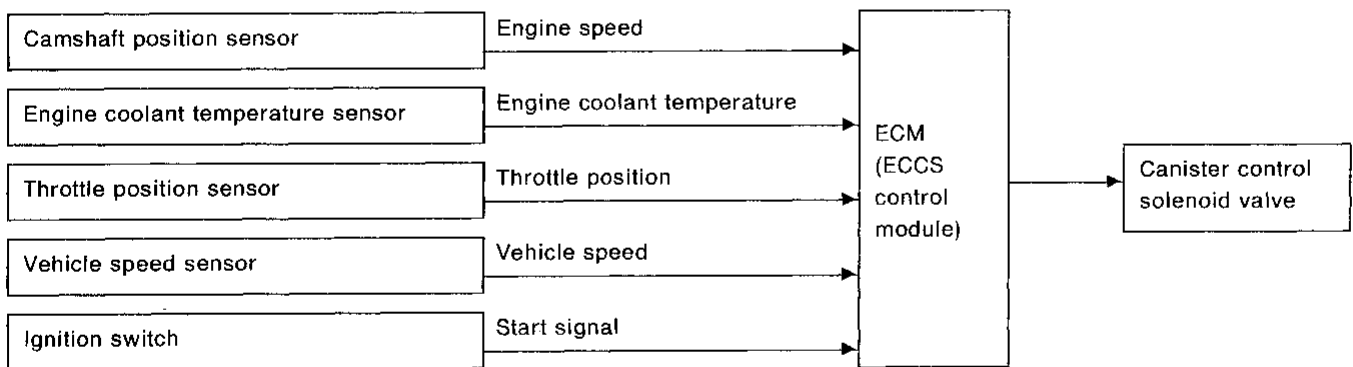 Camshaft position sensor
Engine speed
Engine coolant temperature sensor
Engine coolant temperature
Throttle position sensor
Throttle position
Vehicle speed sensor
Vehicle speed
Ignition switch
Start signal
ECM
(ECCS
control
module)
Canister control
solenoid valve